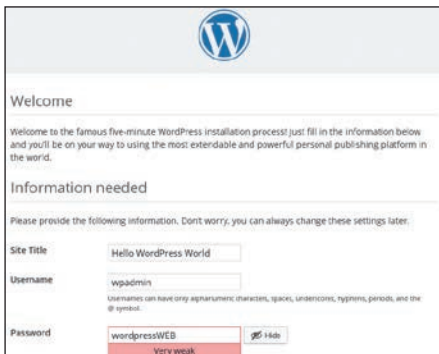 W
Welcome
Welcome to the famous five-minute WordPress installation process! Just fill in the information below
and you'll be on your way to using the most extendable and powerful personal publishing platform in
the world.
Information needed
Please provide the following information. Don't worry, you can always change these settings later.
Site Title
Hello WordPress World
Username
wpadmin
Usernames can have only alphanumeric characters, spaces, underscores, hyphens, periods, and the
@ symbol.
Password
wordpressWEB
Hide
Very weak